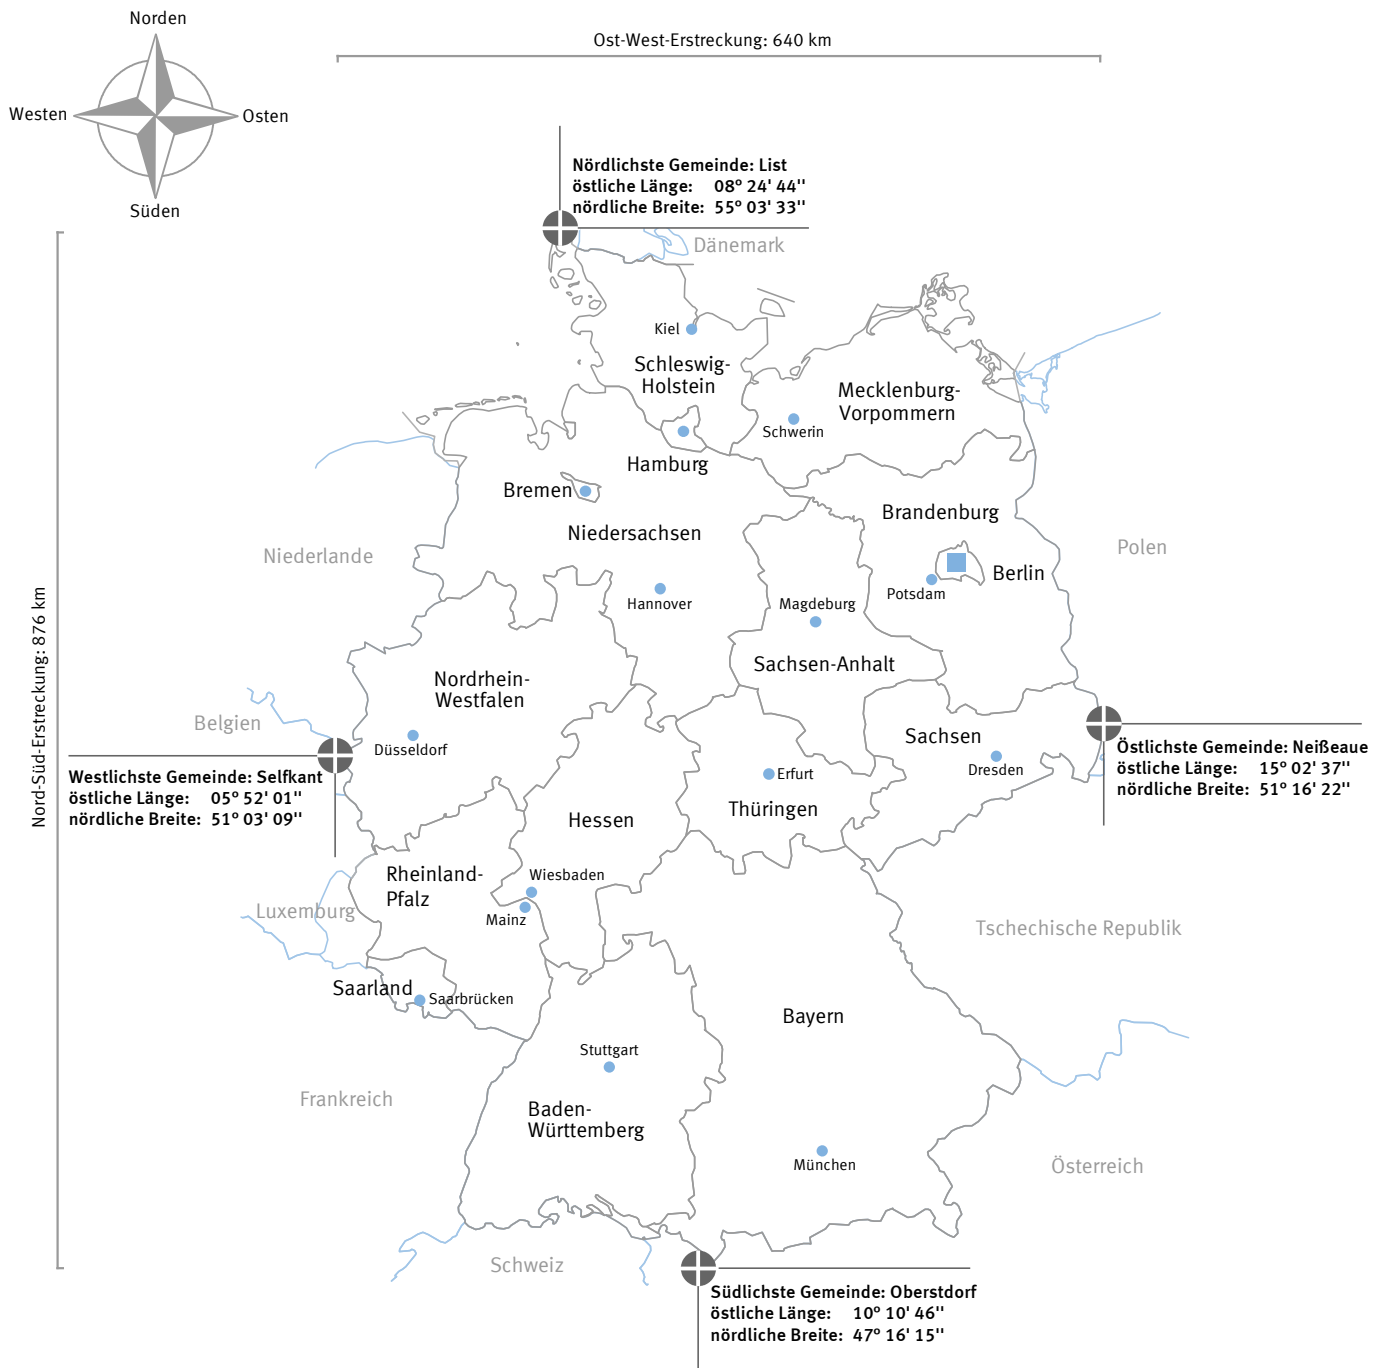 Norden
Ost-West-Erstreckung: 640 km
Westen
Osten
Süden
Nördlichste Gemeinde: List
östliche Länge: 08° 24' 44''
nördliche Breite: 55° 03' 33''
Dänemark
Kiel
Schleswig-
Holstein
Mecklenburg-
Vorpommern
Schwerin
Hamburg
Bremen
Brandenburg
Niedersachsen
Niederlande
Polen
Berlin
Potsdam
Hannover
Magdeburg
Nord-Süd-Erstreckung: 876 km
Sachsen-Anhalt
Nordrhein-
Westfalen
Belgien
Düsseldorf
Sachsen
Dresden
Östlichste Gemeinde: Neißeaue
östliche Länge: 15° 02' 37''
nördliche Breite: 51° 16' 22''
Westlichste Gemeinde: Selfkant
östliche Länge: 05° 52' 01''
nördliche Breite: 51° 03' 09''
Erfurt
Thüringen
Hessen
Rheinland-
Pfalz
Wiesbaden
Mainz
Luxemburg
Tschechische Republik
Saarland
Saarbrücken
Bayern
Stuttgart
Frankreich
Baden-
Württemberg
München
Österreich
Schweiz
Südlichste Gemeinde: Oberstdorf
östliche Länge: 10° 10' 46''
nördliche Breite: 47° 16' 15''